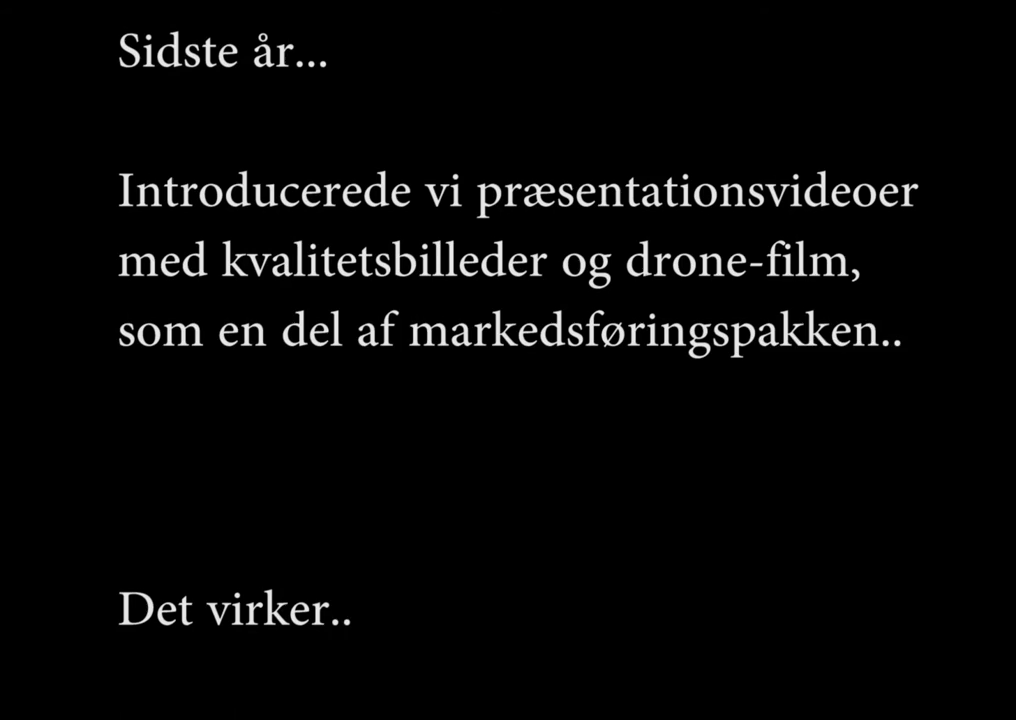 Sidste år...
Introducerede vi præsentationsvideoer
med kvalitetsbilleder og drone-film,
som en del af markedsføringspakken..
Det virker..